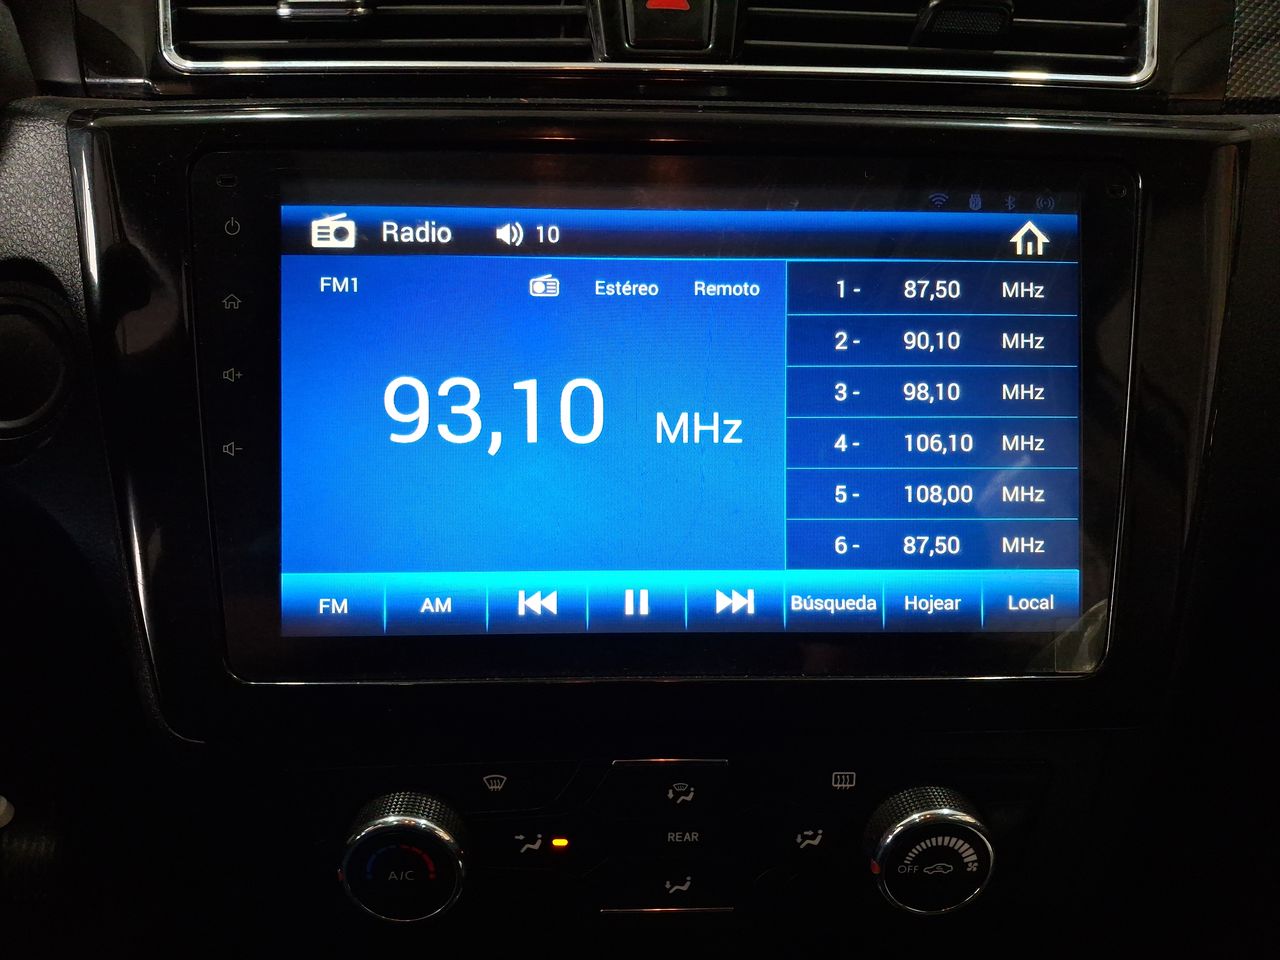 Radio 10
FM1 Estéreo Remoto
93,10 MHz
1 - 87,50 MHz
2 - 90,10 MHz
3 - 98,10 MHz
4 - 106,10 MHz
5 - 108,00 MHz
6 - 87,50 MHz
FM AM Búsqueda Hojear Local
REAR
A/C
OFF